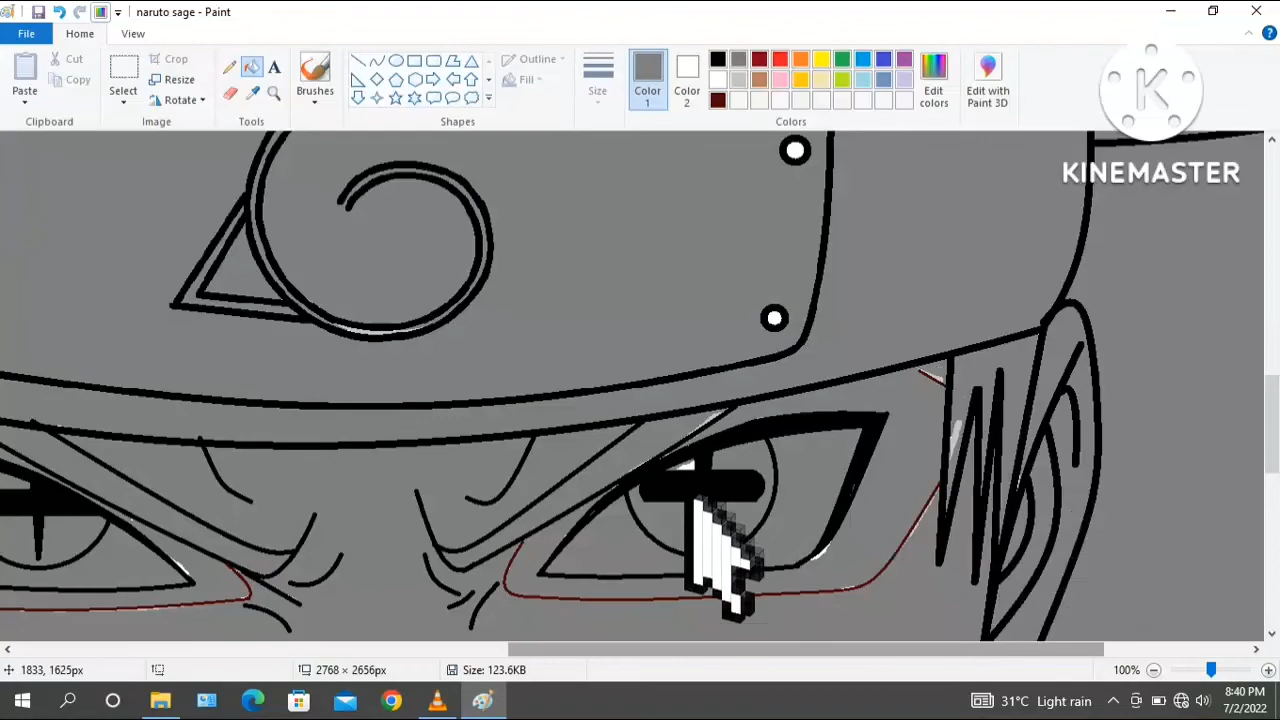 naruto sage - Paint
File
Home
View
Paste
Cut
Copy
Clipboard
Select
Crop
Resize
Rotate
Image
A
Tools
Brushes
Shapes
Outline
Fill
Size
Color
1
Color
2
Edit
colors
Colors
Edit with
Paint 3D
?
K
KINEMASTER
1833, 1625px
2768 × 2656px
Size: 123.6KB
100%
31°C Light rain
8:40 PM
7/2/2022